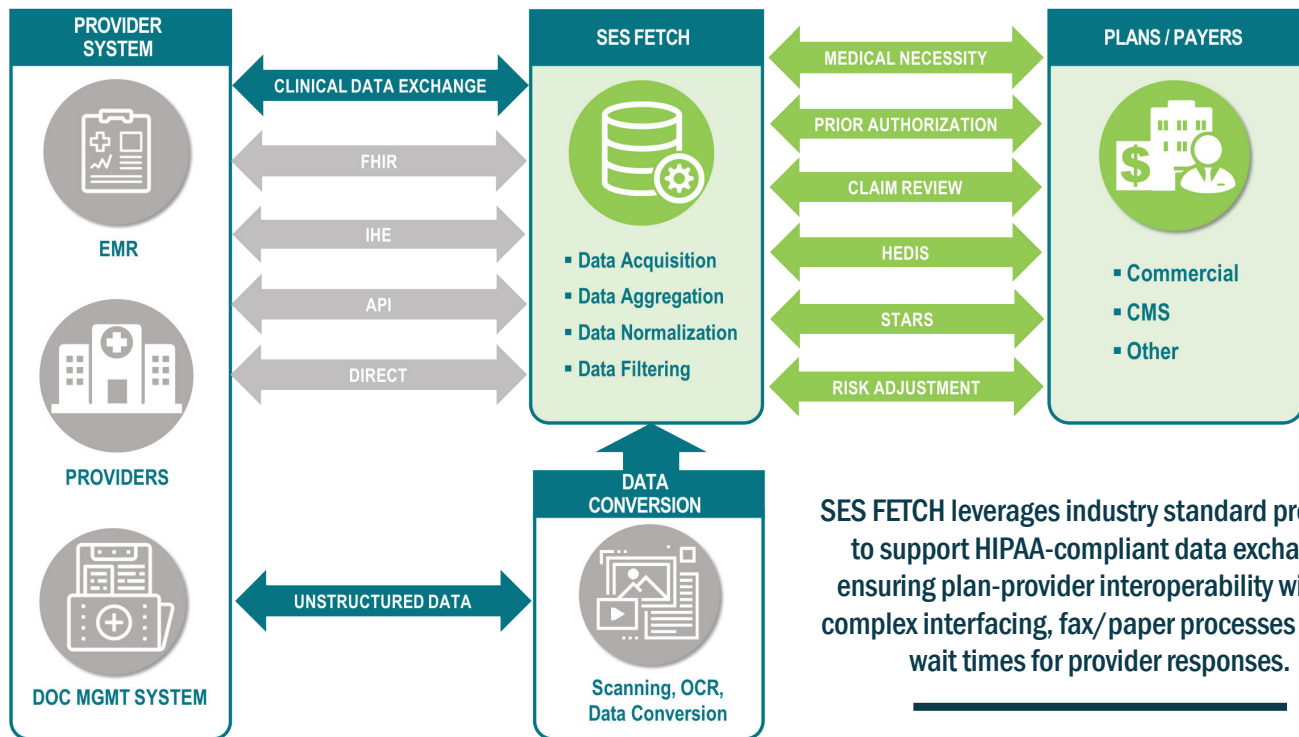 PROVIDER
SYSTEM
EMR
PROVIDERS
DOC MGMT SYSTEM
CLINICAL DATA EXCHANGE
FHIR
IHE
API
DIRECT
UNSTRUCTURED DATA
SES FETCH
▪ Data Acquisition
▪ Data Aggregation
▪ Data Normalization
▪ Data Filtering
DATA
CONVERSION
Scanning, OCR,
Data Conversion
MEDICAL NECESSITY
PRIOR AUTHORIZATION
CLAIM REVIEW
HEDIS
STARS
RISK ADJUSTMENT
PLANS / PAYERS
$
▪ Commercial
▪ CMS
▪ Other
SES FETCH leverages industry standard
to support HIPAA-compliant data
ensuring plan-provider interoperability
complex interfacing, fax/paper processes
wait times for provider responses.